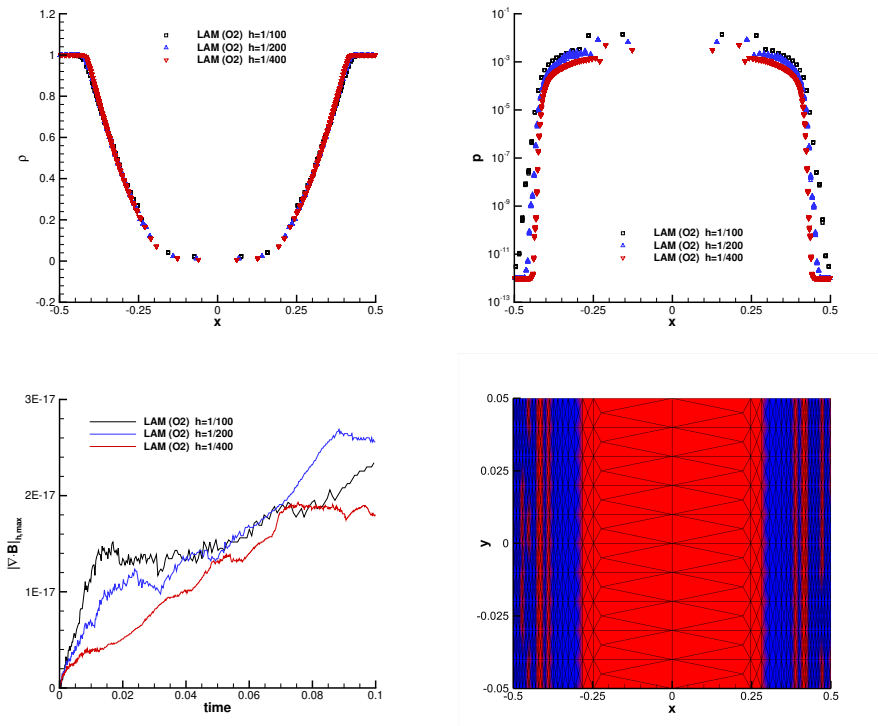 1.2
1
0.8
0.6
0.4
0.2
0
-0.2
ρ
-0.5
-0.25
0
0.25
0.5
x
LAM (O2) h=1/100
LAM (O2) h=1/200
LAM (O2) h=1/400
10⁻¹
10⁻³
10⁻⁵
10⁻⁷
10⁻⁹
10⁻¹¹
10⁻¹³
p
-0.5
-0.25
0
0.25
0.5
x
LAM (O2) h=1/100
LAM (O2) h=1/200
LAM (O2) h=1/400
3E-17
2E-17
1E-17
0
|∇·B|h,max
0
0.02
0.04
0.06
0.08
0.1
time
LAM (O2) h=1/100
LAM (O2) h=1/200
LAM (O2) h=1/400
0.05
0.025
0
-0.025
-0.05
y
-0.5
-0.25
0
0.25
0.5
x